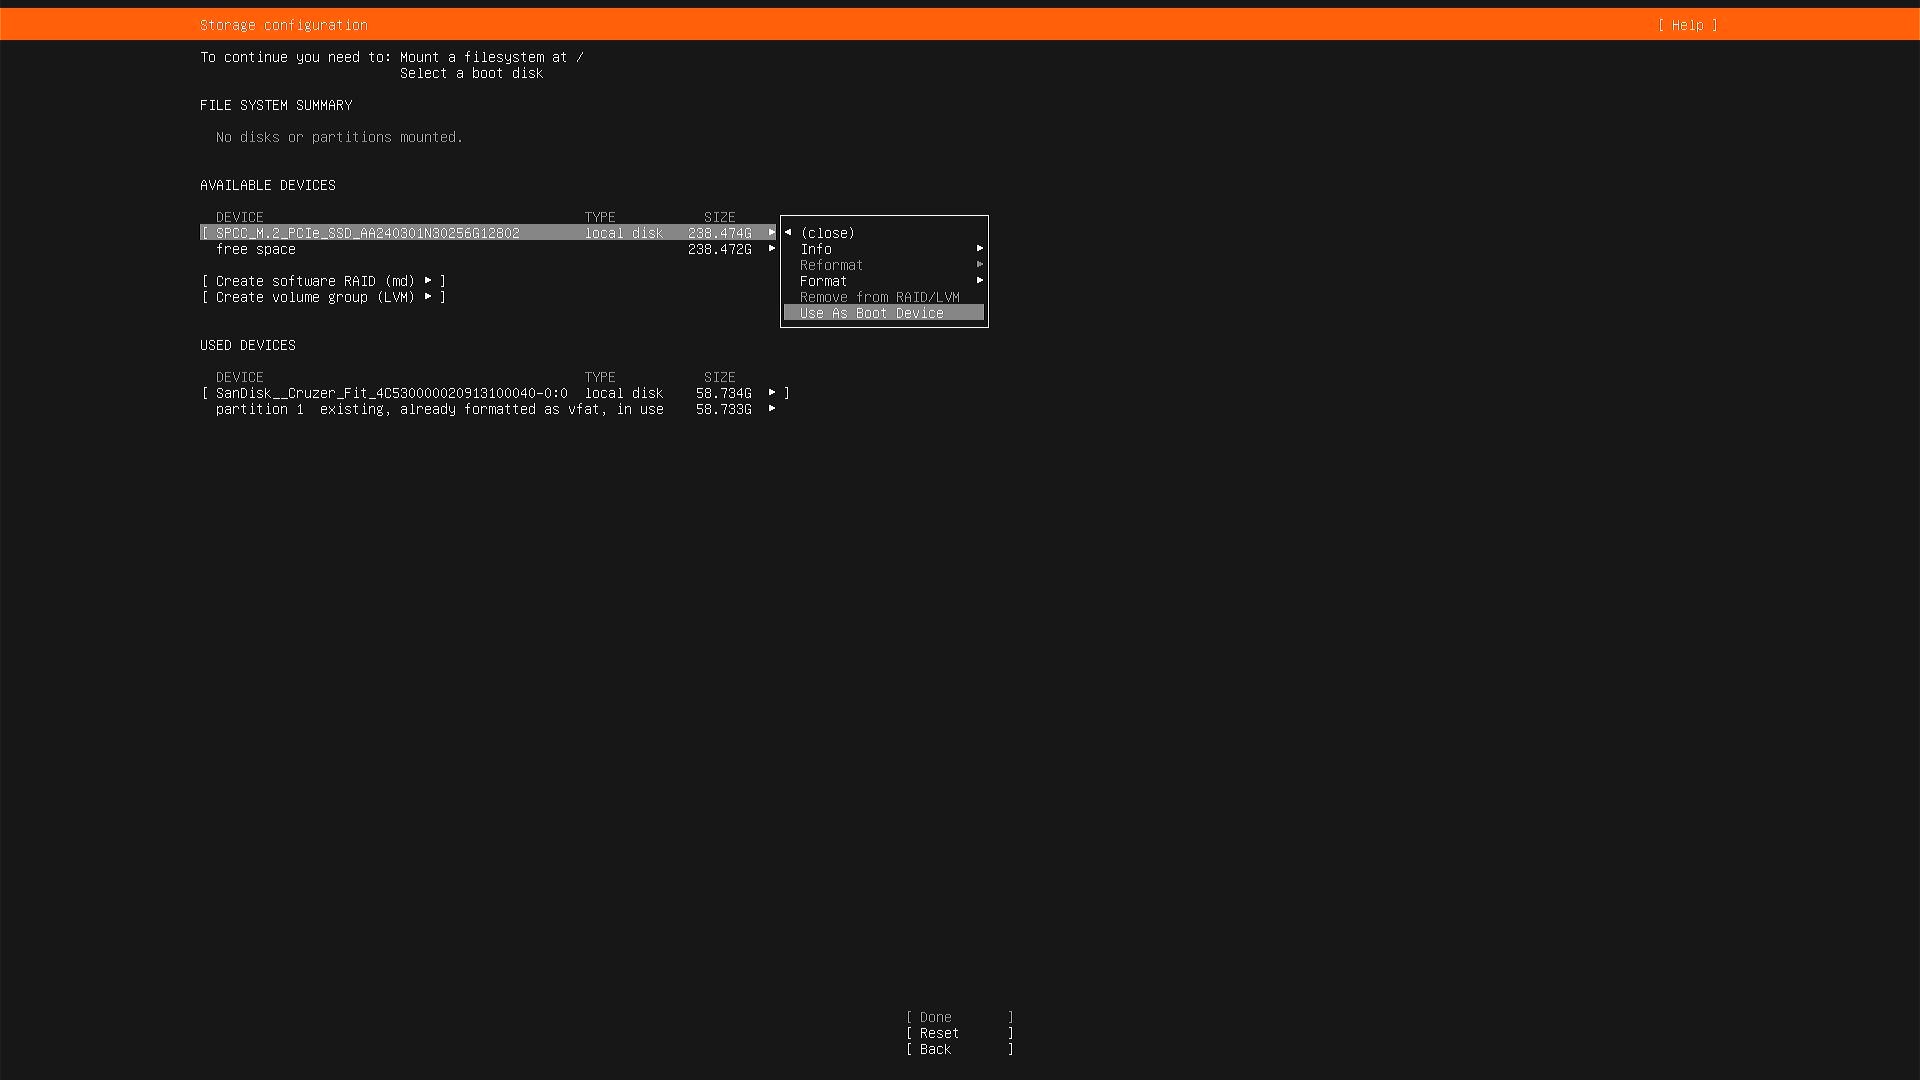 Storage configuration [ Help ]
To continue you need to: Mount a filesystem at /
Select a boot disk
FILE SYSTEM SUMMARY
No disks or partitions mounted.
AVAILABLE DEVICES
DEVICE TYPE SIZE
[ SPCC_M.2_PCIe_SSD_AA240301N30256G12802 local disk 238.474G ▸ ◂ (close)
free space 238.472G ▸ Info ▸
Reformat ▸
[ Create software RAID (md) ▸ ] Format ▸
[ Create volume group (LVM) ▸ ] Remove from RAID/LVM
Use As Boot Device
USED DEVICES
DEVICE TYPE SIZE
[ SanDisk__Cruzer_Fit_4C530000020913100040-0:0 local disk 58.734G ▸ ]
partition 1 existing, already formatted as vfat, in use 58.733G ▸
[ Done ]
[ Reset ]
[ Back ]